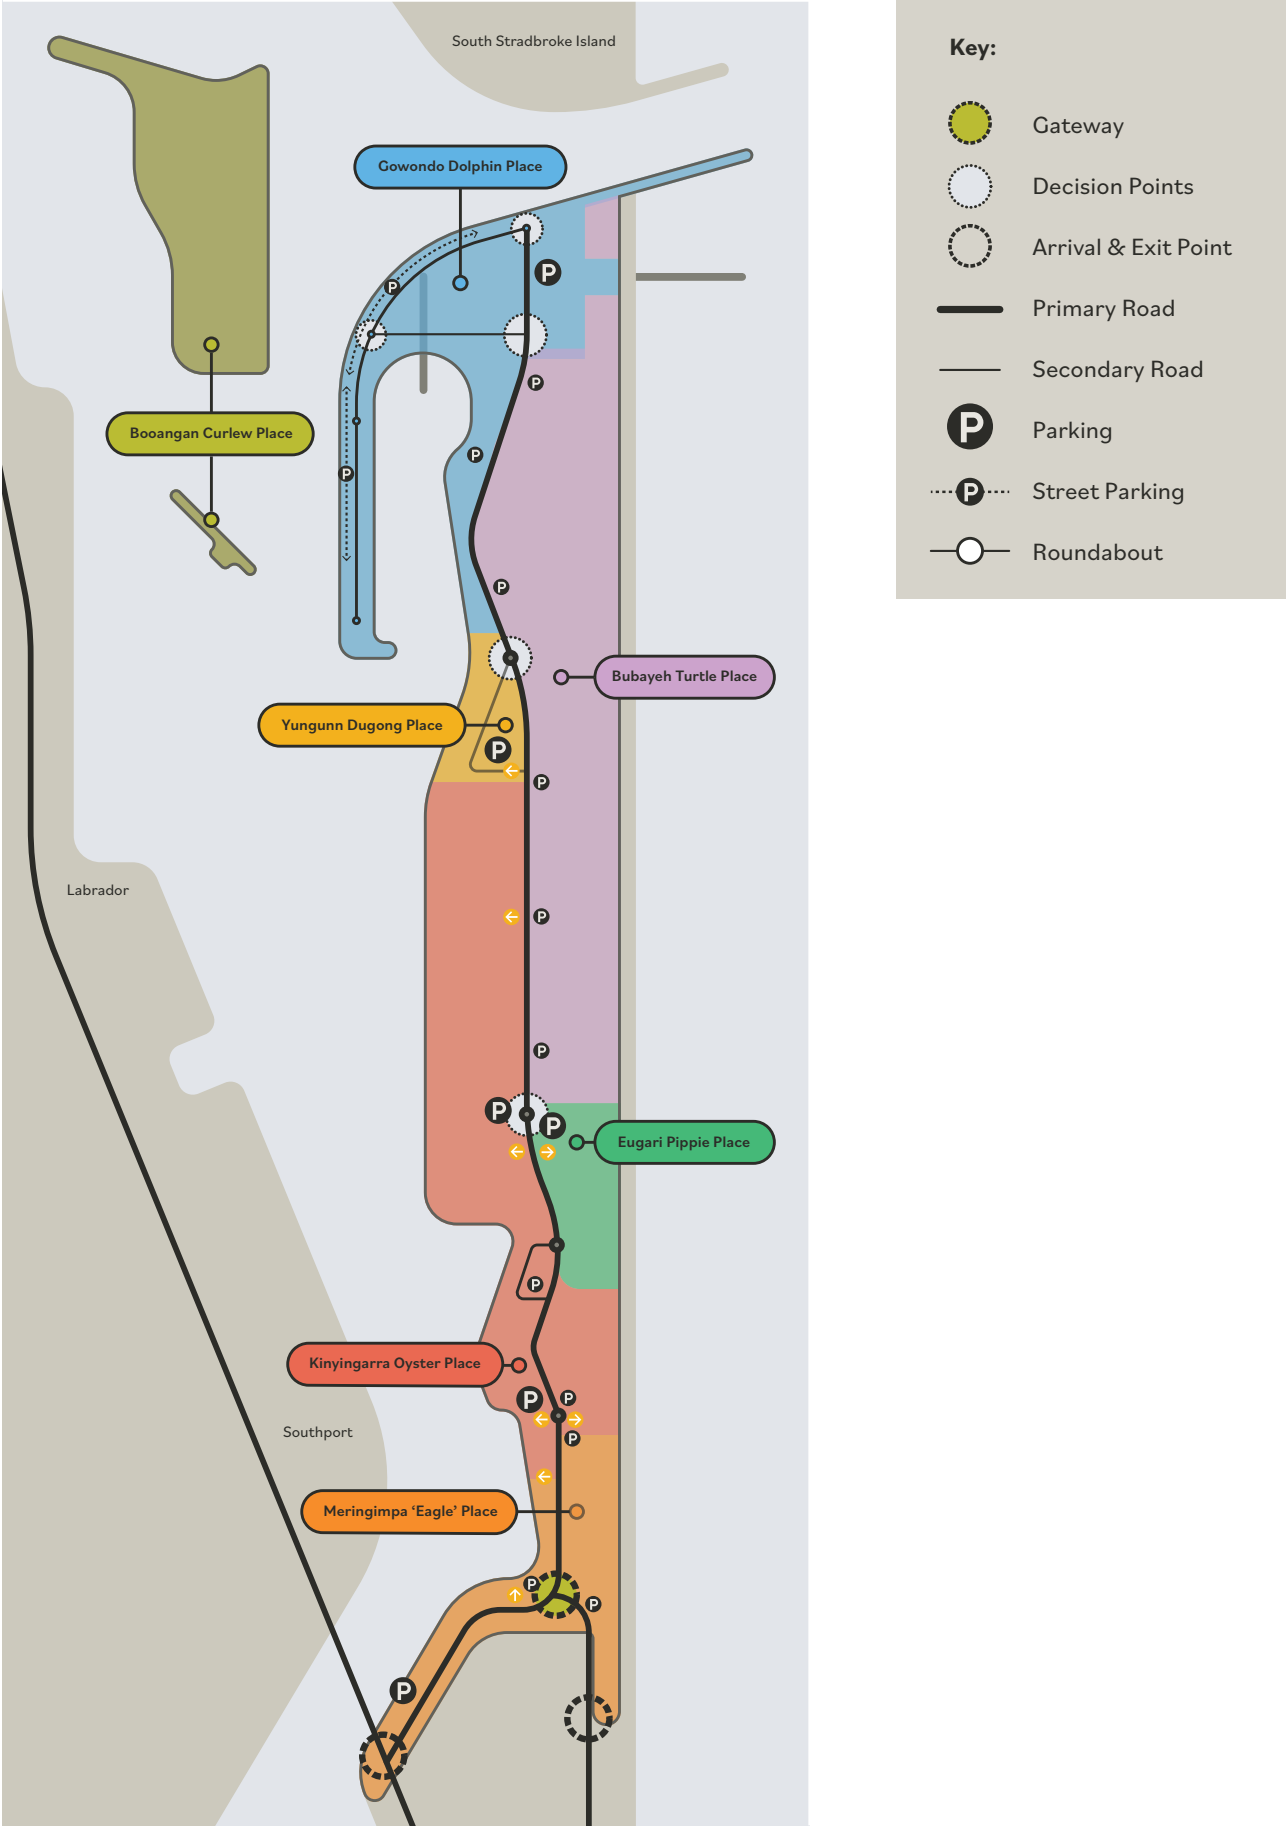 South Stradbroke Island
Gowondo Dolphin Place
P
P
P
Booangan Curlew Place
P
P
P
Bubayeh Turtle Place
Yungunn Dugong Place
P
P
Labrador
P
P
P
P
Eugari Pippie Place
P
Kinyingarra Oyster Place
P
P
Southport
P
Meringimpa ‘Eagle’ Place
P
P
P
Key:
Gateway
Decision Points
Arrival & Exit Point
Primary Road
Secondary Road
P Parking
P Street Parking
Roundabout